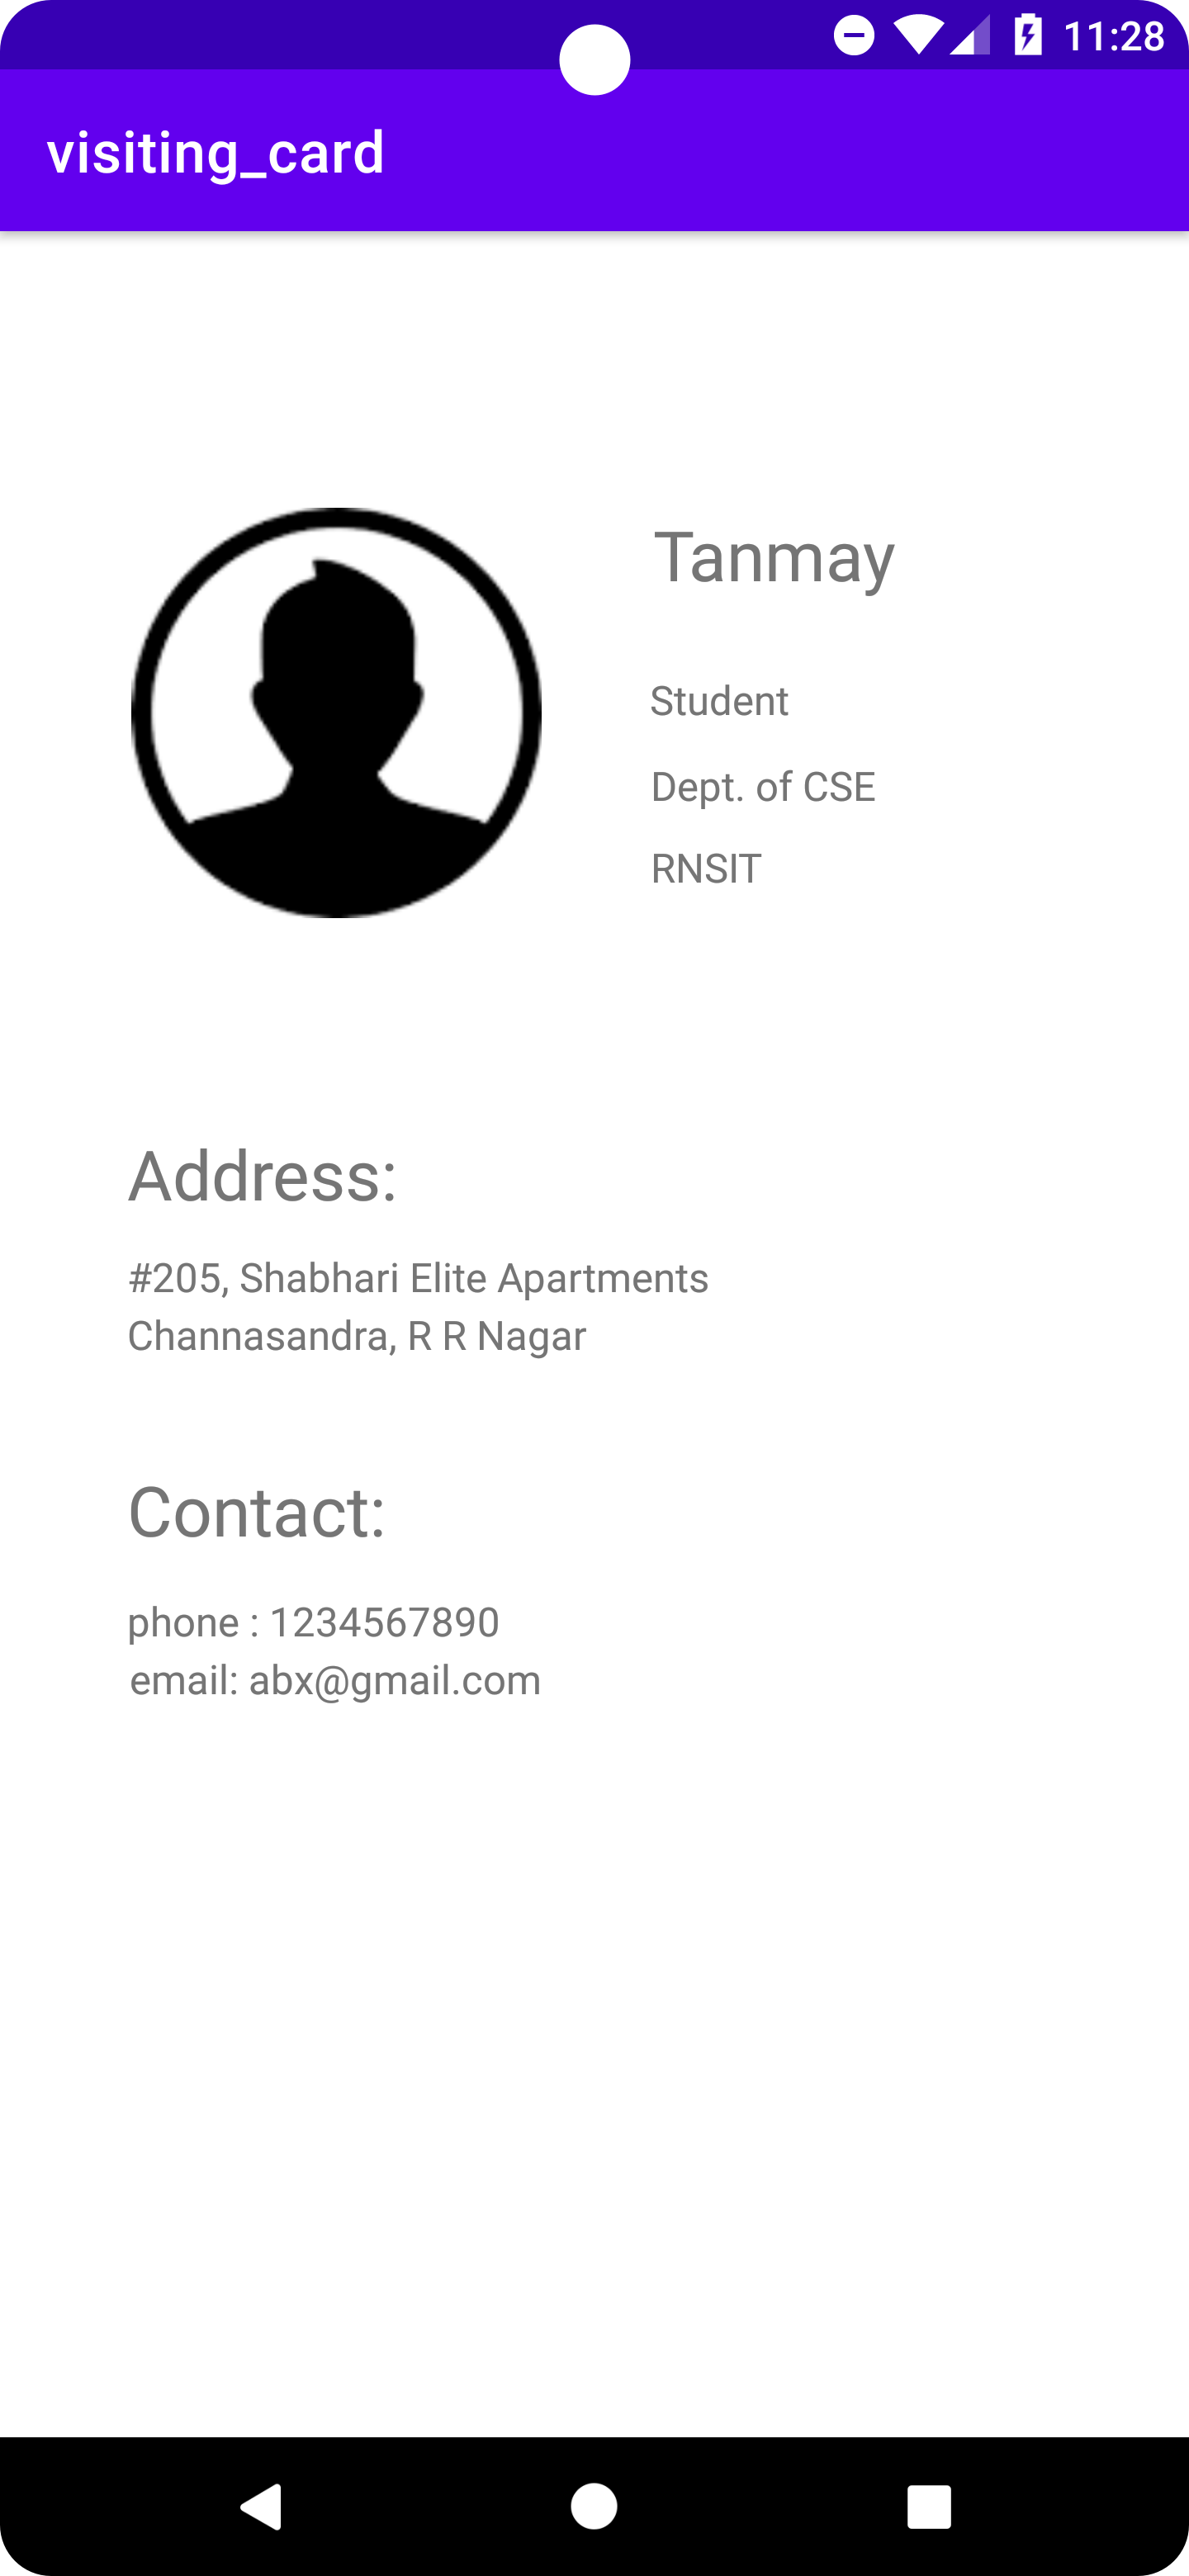 11:28
visiting_card
Tanmay
Student
Dept. of CSE
RNSIT
Address:
#205, Shabhari Elite Apartments
Channasandra, R R Nagar
Contact:
phone : 1234567890
email: abx@gmail.com